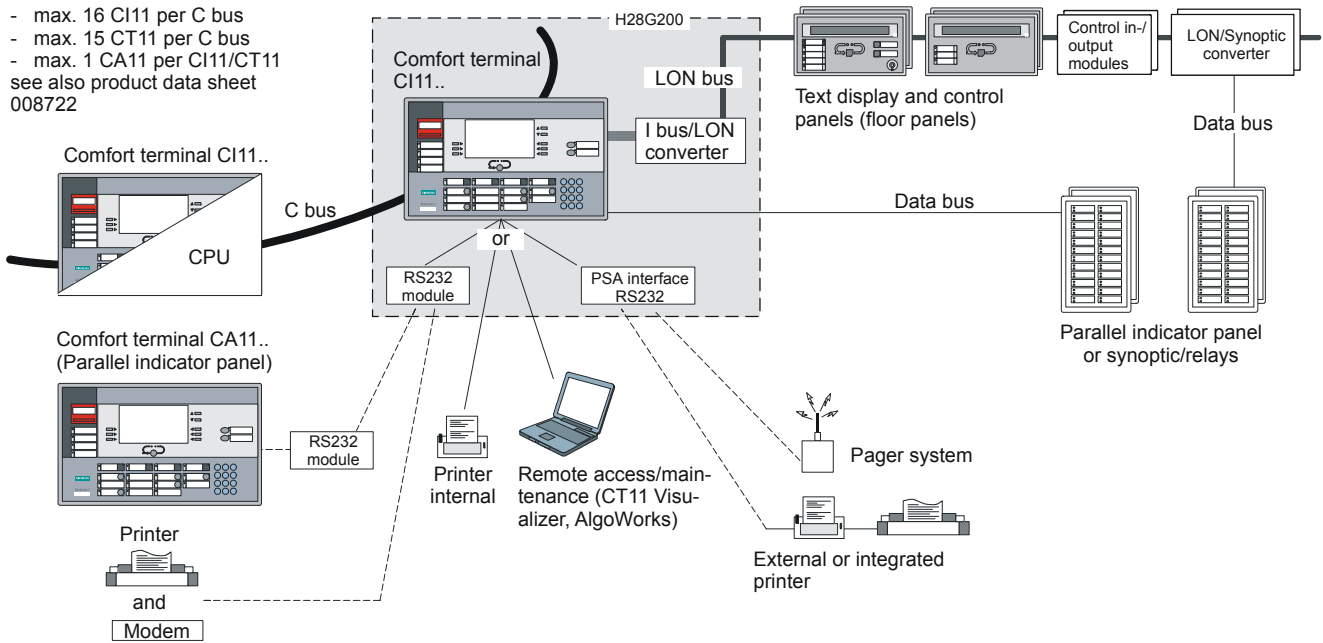 - max. 16 CI11 per C bus
- max. 15 CT11 per C bus
- max. 1 CA11 per CI11/CT11
see also product data sheet
008722
H28G200
Comfort terminal
CI11..
LON bus
I bus/LON
converter
Control in-/
output
modules
LON/Synoptic
converter
Text display and control
panels (floor panels)
Data bus
Comfort terminal CI11..
CPU
C bus
Data bus
or
RS232
module
PSA interface
RS232
Parallel indicator panel
or synoptic/relays
Comfort terminal CA11..
(Parallel indicator panel)
RS232
module
Printer
internal
Remote access/main-
tenance (CT11 Visu-
alizer, AlgoWorks)
Pager system
External or integrated
printer
Printer
and
Modem